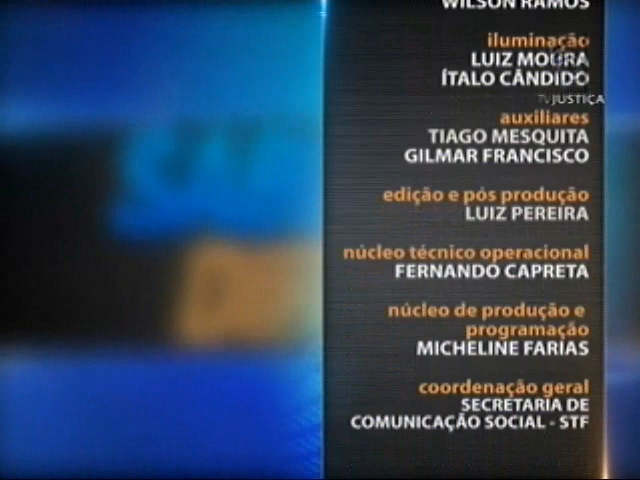 WILSON RAMOS
iluminação
LUIZ MOURA
ÍTALO CÂNDIDO
TV JUSTIÇA
auxiliares
TIAGO MESQUITA
GILMAR FRANCISCO
edição e pós produção
LUIZ PEREIRA
núcleo técnico operacional
FERNANDO CAPRETA
núcleo de produção e
programação
MICHELINE FARIAS
coordenação geral
SECRETARIA DE
COMUNICAÇÃO SOCIAL - STF